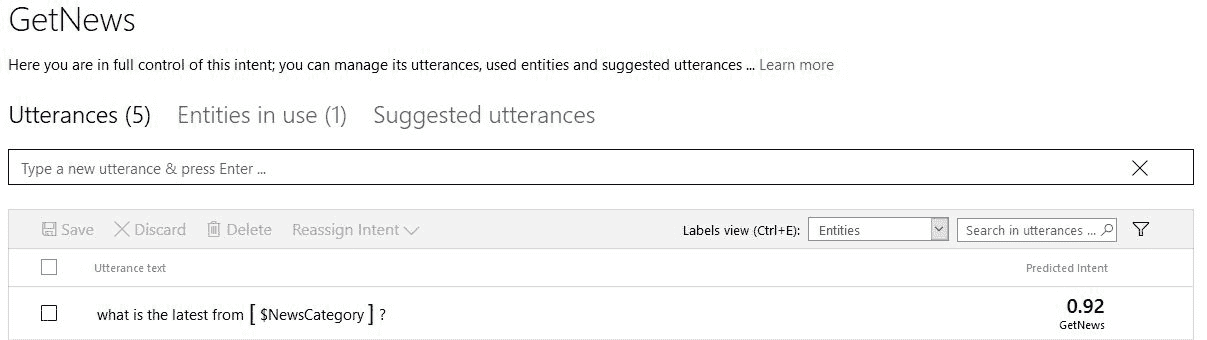 GetNews
Here you are in full control of this intent; you can manage its utterances, used entities and suggested utterances ... Learn more
Utterances (5) Entities in use (1) Suggested utterances
Type a new utterance & press Enter ...
Save Discard Delete Reassign Intent Labels view (Ctrl+E): Entities Search in utterances ...
Utterance text Predicted Intent
what is the latest from [ $NewsCategory ] ? 0.92
GetNews